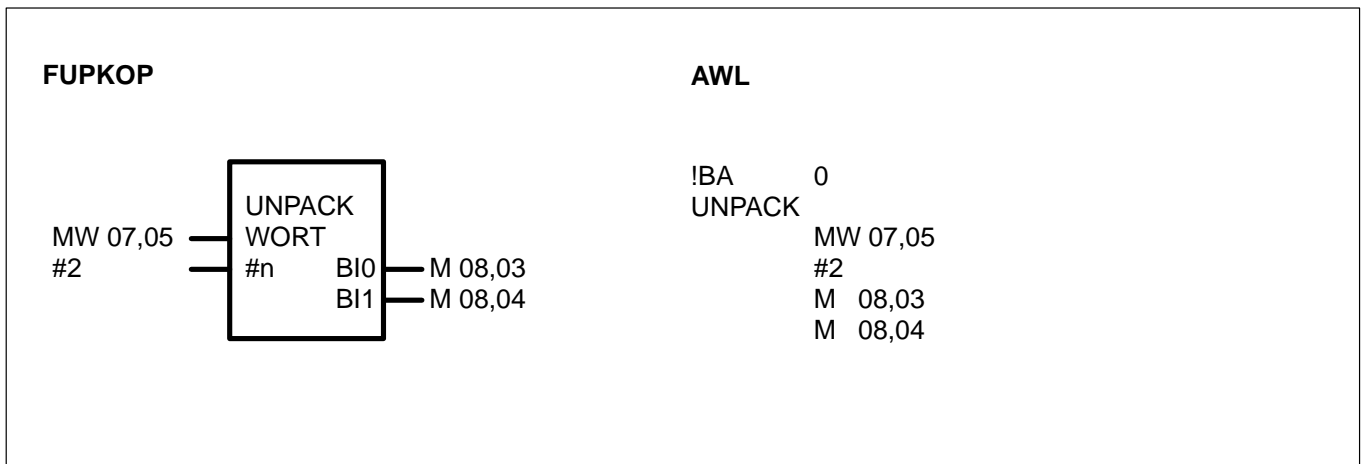 FUPKOP
UNPACK
MW 07,05 WORT
#2 #n BI0 M 08,03
BI1 M 08,04
AWL
!BA 0
UNPACK
MW 07,05
#2
M 08,03
M 08,04